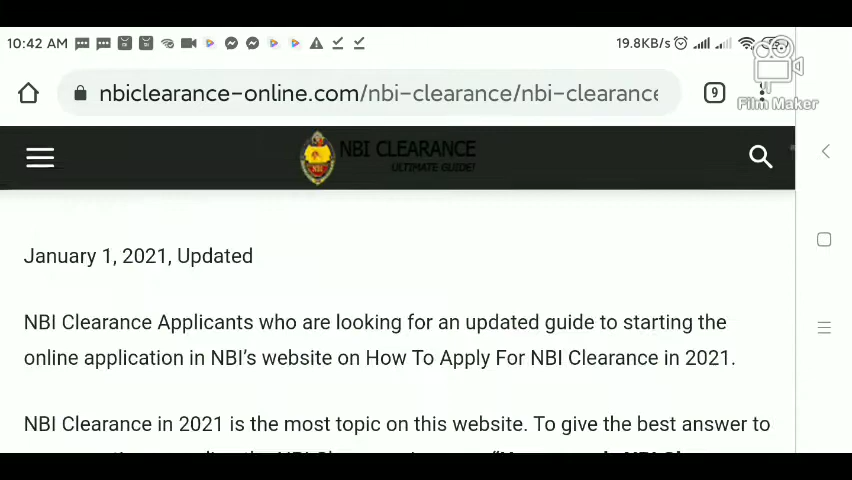 10:42 AM
19.8KB/s
nbiclearance-online.com/nbi-clearance/nbi-clearance
9
Film Maker
NBI CLEARANCE
ULTIMATE GUIDE!
NBI
January 1, 2021, Updated
NBI Clearance Applicants who are looking for an updated guide to starting the
online application in NBI's website on How To Apply For NBI Clearance in 2021.
NBI Clearance in 2021 is the most topic on this website. To give the best answer to